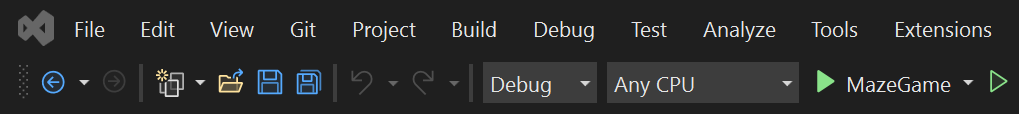 File Edit View Git Project Build Debug Test Analyze Tools Extensions
Debug Any CPU MazeGame